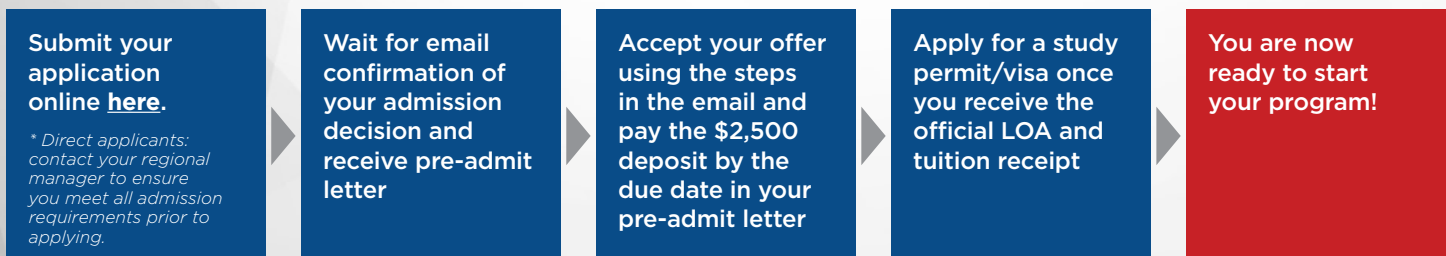 Submit your
application
online here.
* Direct applicants:
contact your regional
manager to ensure
you meet all admission
requirements prior to
applying.
Wait for email
confirmation of
your admission
decision and
receive pre-admit
letter
Accept your offer
using the steps
in the email and
pay the $2,500
deposit by the
due date in your
pre-admit letter
Apply for a study
permit/visa once
you receive the
official LOA and
tuition receipt
You are now
ready to start
your program!